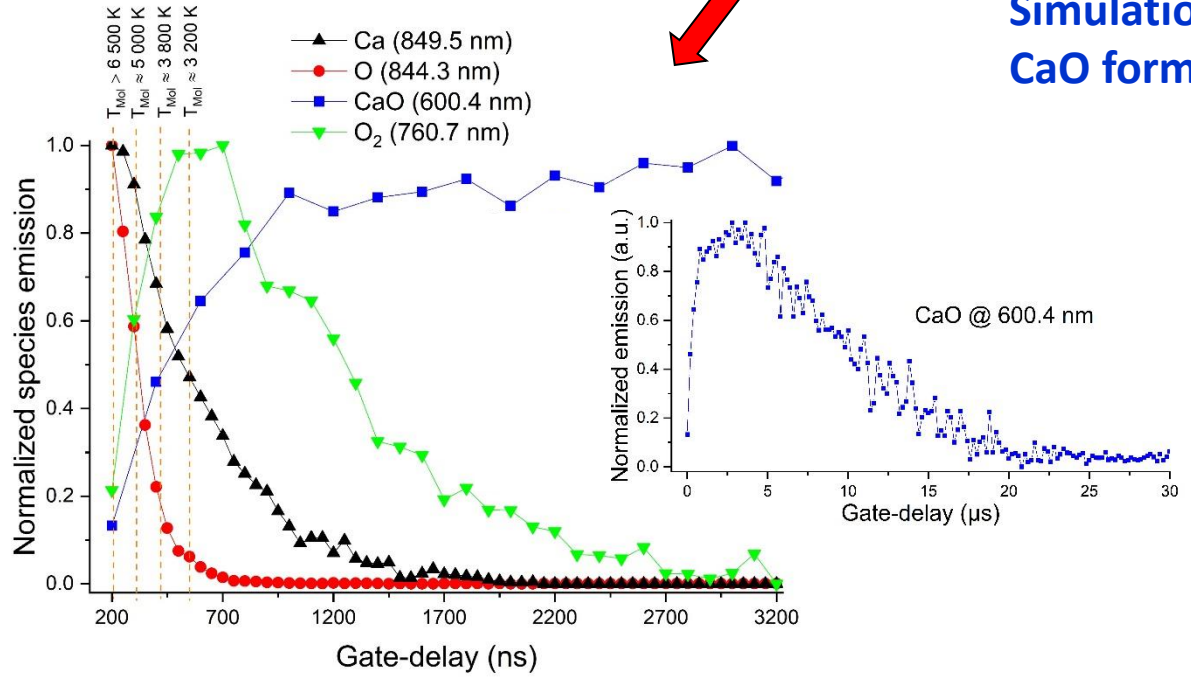 Simulatio
CaO form
T_Mol > 6 500 K
T_Mol ≈ 5 000 K
T_Mol ≈ 3 800 K
T_Mol ≈ 3 200 K
Ca (849.5 nm)
O (844.3 nm)
CaO (600.4 nm)
O₂ (760.7 nm)
Normalized species emission
1.0
0.8
0.6
0.4
0.2
0.0
200
700
1200
1700
2200
2700
3200
Gate-delay (ns)
Normalized emission (a.u.)
1.0
0.8
0.6
0.4
0.2
0.0
CaO @ 600.4 nm
0
5
10
15
20
25
30
Gate-delay (µs)